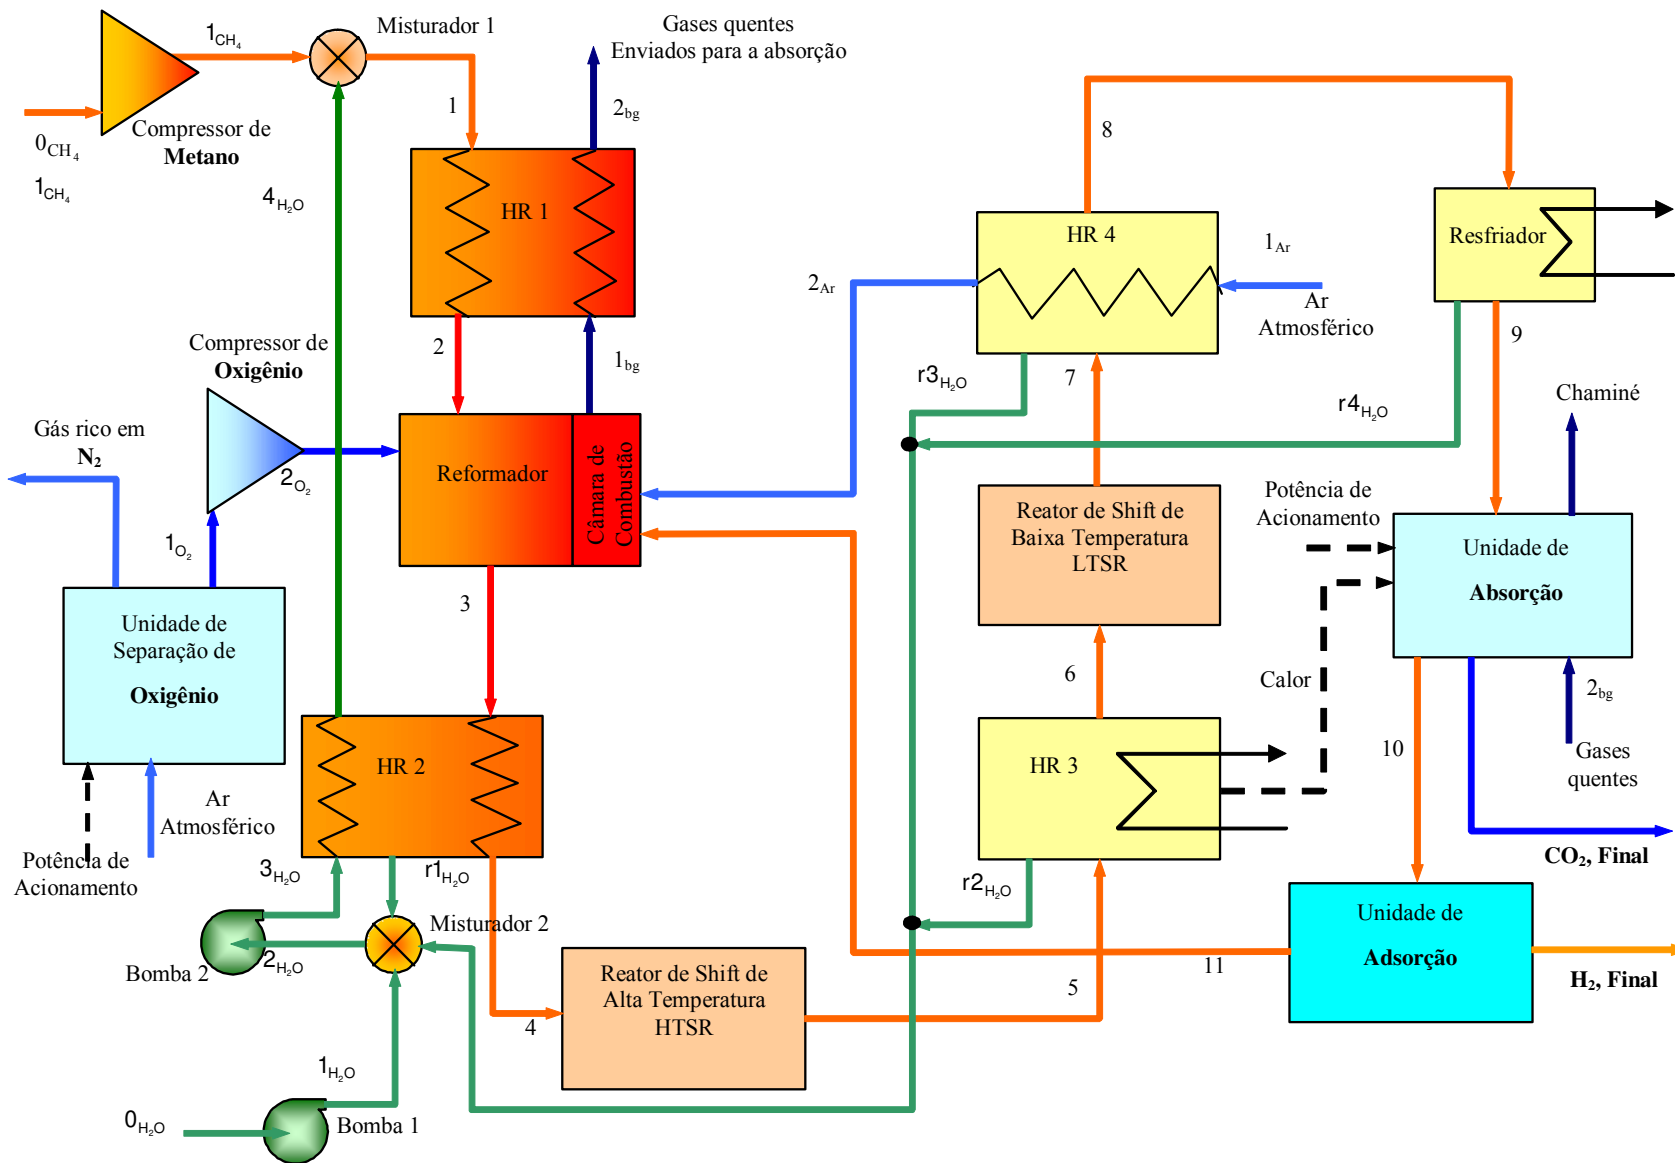 1CH4
Misturador 1
Gases quentes
Enviados para a absorção
0CH4
1CH4
Compressor de
Metano
1
2bg
4H2O
HR 1
8
HR 4
1Ar
2Ar
Ar
Atmosférico
Resfriador
9
Compressor de
Oxigênio
2
1bg
r3H2O
7
r4H2O
Chaminé
Gás rico em
N2
2O2
Reformador
Câmara de
Combustão
1O2
Reator de Shift de
Baixa Temperatura
LTSR
Potência de
Acionamento
Unidade de
Absorção
Unidade de
Separação de
Oxigênio
3
6
Calor
2bg
Gases
quentes
10
HR 2
HR 3
Ar
Atmosférico
Potência de
Acionamento
3H2O
r1H2O
r2H2O
CO2, Final
Misturador 2
Bomba 2
2H2O
Unidade de
Adsorção
H2, Final
11
4
Reator de Shift de
Alta Temperatura
HTSR
5
1H2O
0H2O
Bomba 1